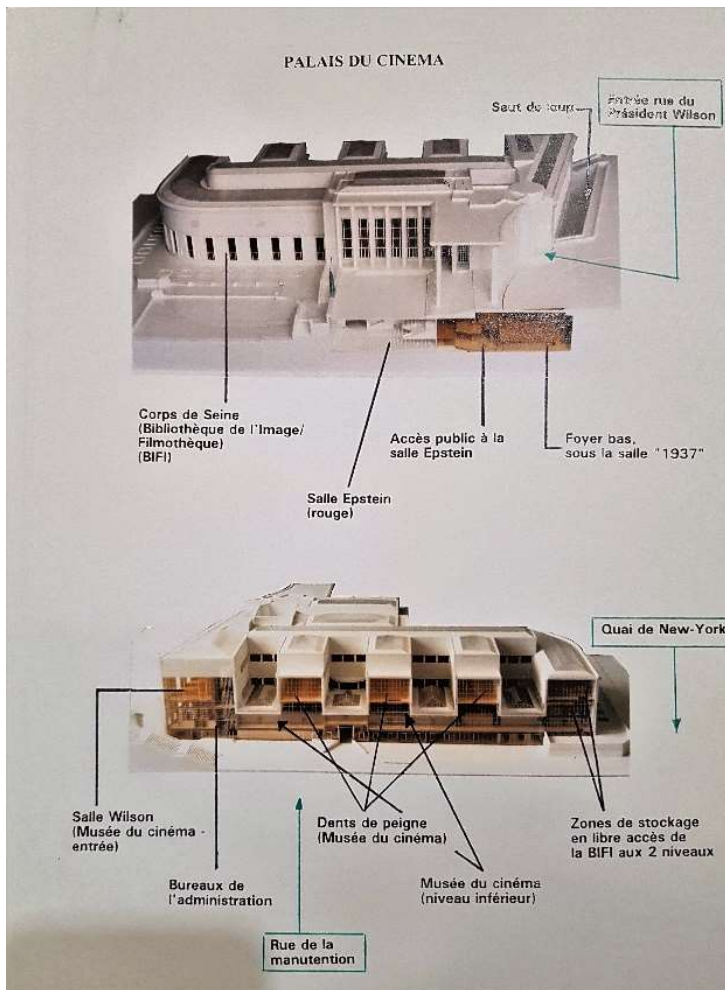 PALAIS DU CINEMA
Saut de loup
Entrée rue du
Président Wilson
Corps de Seine
(Bibliothèque de l'Image/
Filmothèque)
(BIFI)
Accès public à la
salle Epstein
Foyer bas,
sous la salle "1937"
Salle Epstein
(rouge)
Quai de New-York
Salle Wilson
(Musée du cinéma -
entrée)
Dents de peigne
(Musée du cinéma)
Zones de stockage
en libre accès de
la BIFI aux 2 niveaux
Bureaux de
l'administration
Musée du cinéma
(niveau inférieur)
Rue de la
manutention